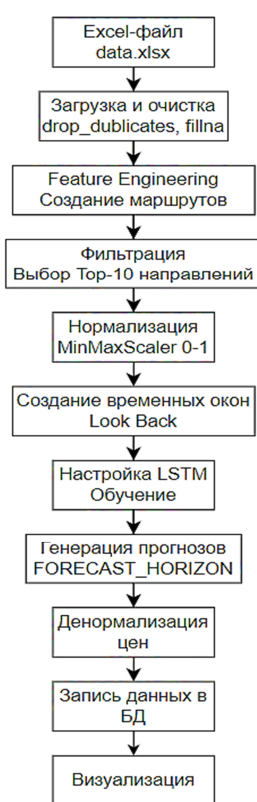 Excel-файл
data.xlsx
Загрузка и очистка
drop_dublicates, fillna
Feature Engineering
Создание маршрутов
Фильтрация
Выбор Top-10 направлений
Нормализация
MinMaxScaler 0-1
Создание временных окон
Look Back
Настройка LSTM
Обучение
Генерация прогнозов
FORECAST_HORIZON
Денормализация
цен
Запись данных в
БД
Визуализация